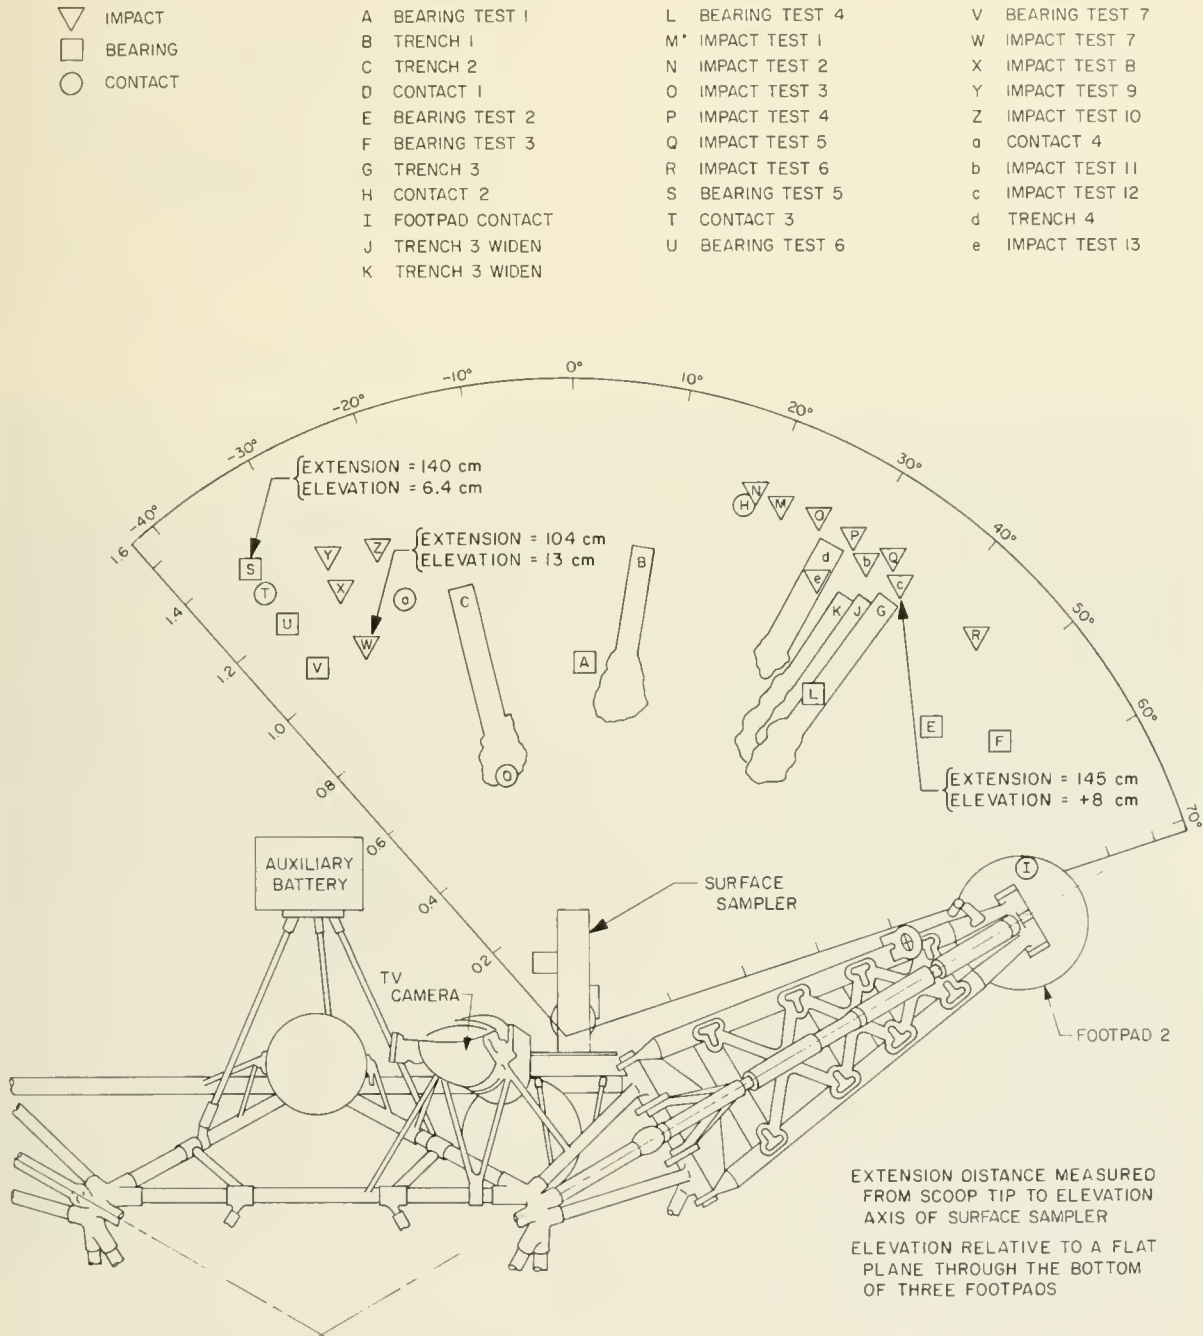 IMPACT
BEARING
CONTACT
A BEARING TEST 1
B TRENCH 1
C TRENCH 2
D CONTACT 1
E BEARING TEST 2
F BEARING TEST 3
G TRENCH 3
H CONTACT 2
I FOOTPAD CONTACT
J TRENCH 3 WIDEN
K TRENCH 3 WIDEN
L BEARING TEST 4
M• IMPACT TEST 1
N IMPACT TEST 2
O IMPACT TEST 3
P IMPACT TEST 4
Q IMPACT TEST 5
R IMPACT TEST 6
S BEARING TEST 5
T CONTACT 3
U BEARING TEST 6
V BEARING TEST 7
W IMPACT TEST 7
X IMPACT TEST 8
Y IMPACT TEST 9
Z IMPACT TEST 10
a CONTACT 4
b IMPACT TEST 11
c IMPACT TEST 12
d TRENCH 4
e IMPACT TEST 13
-40° -30° -20° -10° 0° 10° 20° 30° 40° 50° 60° 70°
EXTENSION = 140 cm
ELEVATION = 6.4 cm
EXTENSION = 104 cm
ELEVATION = 13 cm
1.6
1.4
1.2
1.0
0.8
0.6
0.4
0.2
S
T
U
V
Y
X
Z
W
a
C
D
B
A
H
N
M
O
P
b
Q
c
d
e
K
J
G
L
R
E
F
EXTENSION = 145 cm
ELEVATION = +8 cm
AUXILIARY
BATTERY
SURFACE
SAMPLER
TV
CAMERA
I
FOOTPAD 2
EXTENSION DISTANCE MEASURED
FROM SCOOP TIP TO ELEVATION
AXIS OF SURFACE SAMPLER
ELEVATION RELATIVE TO A FLAT
PLANE THROUGH THE BOTTOM
OF THREE FOOTPADS